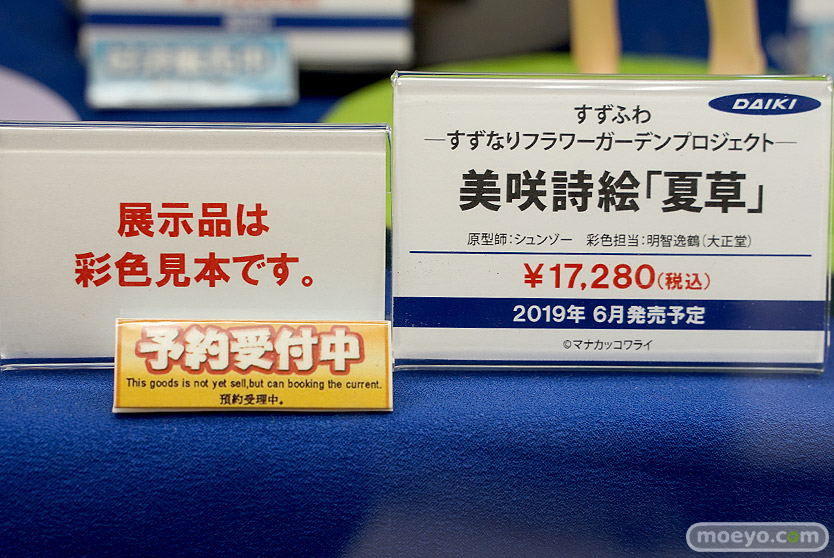 展示品は
彩色見本です。
予約受付中
This goods is not yet sell,but can booking the current.
預約受理中。
DAIKI
すずふわ
―すずなりフラワーガーデンプロジェクト―
美咲詩絵「夏草」
原型師：シュンゾー　彩色担当：明智逸鶴（大正堂）
¥17,280(税込)
2019年 6月発売予定
©マナカッコワライ
moeyo.com